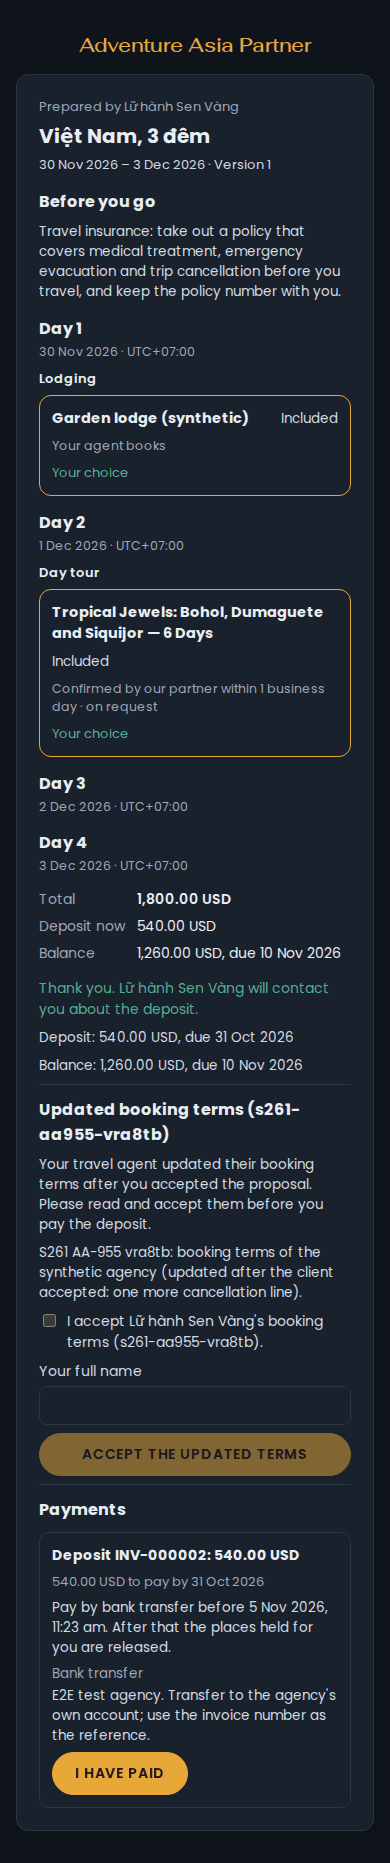 Adventure Asia Partner
Prepared by Lữ hành Sen Vàng
Việt Nam, 3 đêm
30 Nov 2026 – 3 Dec 2026 · Version 1
Before you go
Travel insurance: take out a policy that
covers medical treatment, emergency
evacuation and trip cancellation before you
travel, and keep the policy number with you.
Day 1
30 Nov 2026 · UTC+07:00
Lodging
Garden lodge (synthetic) Included
Your agent books
Your choice
Day 2
1 Dec 2026 · UTC+07:00
Day tour
Tropical Jewels: Bohol, Dumaguete
and Siquijor — 6 Days
Included
Confirmed by our partner within 1 business
day · on request
Your choice
Day 3
2 Dec 2026 · UTC+07:00
Day 4
3 Dec 2026 · UTC+07:00
Total 1,800.00 USD
Deposit now 540.00 USD
Balance 1,260.00 USD, due 10 Nov 2026
Thank you. Lữ hành Sen Vàng will contact
you about the deposit.
Deposit: 540.00 USD, due 31 Oct 2026
Balance: 1,260.00 USD, due 10 Nov 2026
Updated booking terms (s261-
aa955-vra8tb)
Your travel agent updated their booking
terms after you accepted the proposal.
Please read and accept them before you
pay the deposit.
S261 AA-955 vra8tb: booking terms of the
synthetic agency (updated after the client
accepted: one more cancellation line).
I accept Lữ hành Sen Vàng's booking
terms (s261-aa955-vra8tb).
Your full name
ACCEPT THE UPDATED TERMS
Payments
Deposit INV-000002: 540.00 USD
540.00 USD to pay by 31 Oct 2026
Pay by bank transfer before 5 Nov 2026,
11:23 am. After that the places held for
you are released.
Bank transfer
E2E test agency. Transfer to the agency's
own account; use the invoice number as
the reference.
I HAVE PAID